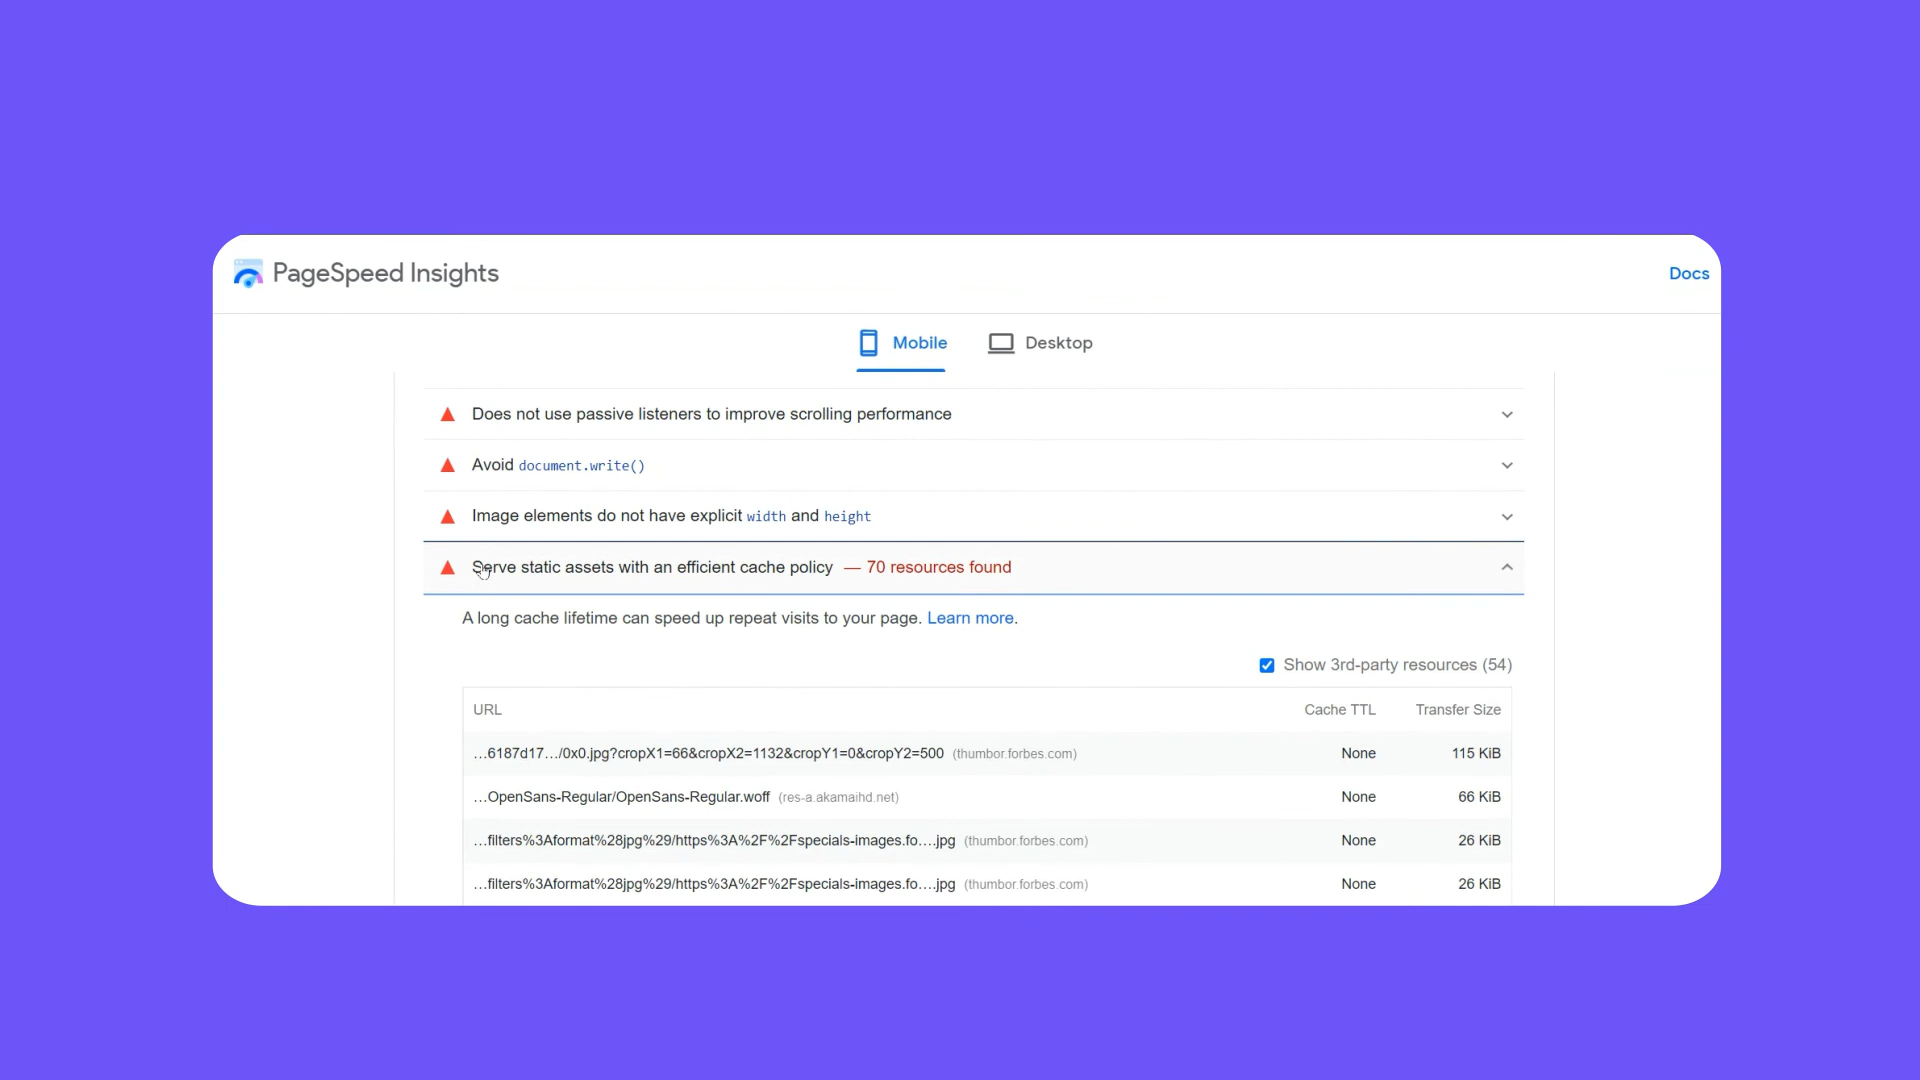 PageSpeed Insights
Docs
Mobile
Desktop
Does not use passive listeners to improve scrolling performance
Avoid document.write()
Image elements do not have explicit width and height
Serve static assets with an efficient cache policy — 70 resources found
A long cache lifetime can speed up repeat visits to your page. Learn more.
Show 3rd-party resources (54)
URL Cache TTL Transfer Size
…6187d17…/0x0.jpg?cropX1=66&cropX2=1132&cropY1=0&cropY2=500 (thumbor.forbes.com) None 115 KiB
…OpenSans-Regular/OpenSans-Regular.woff (res-a.akamaihd.net) None 66 KiB
…filters%3Aformat%28jpg%29/https%3A%2F%2Fspecials-images.fo….jpg (thumbor.forbes.com) None 26 KiB
…filters%3Aformat%28jpg%29/https%3A%2F%2Fspecials-images.fo….jpg (thumbor.forbes.com) None 26 KiB